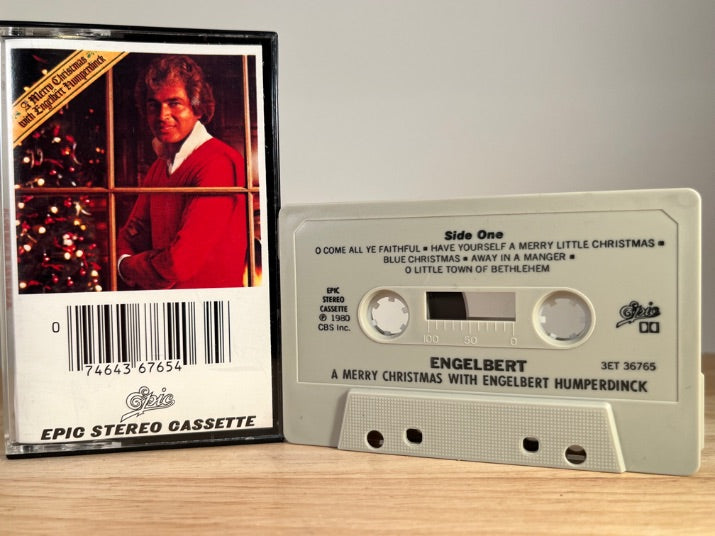 A Merry Christmas
with Engelbert Humperdinck
0
74643 67654
Epic
EPIC STEREO CASSETTE
Side One
O COME ALL YE FAITHFUL ▪ HAVE YOURSELF A MERRY LITTLE CHRISTMAS ▪
BLUE CHRISTMAS ▪ AWAY IN A MANGER ▪
O LITTLE TOWN OF BETHLEHEM
EPIC
STEREO
CASSETTE
℗ 1980
CBS Inc.
100 50 0
Epic
ENGELBERT
3ET 36765
A MERRY CHRISTMAS WITH ENGELBERT HUMPERDINCK